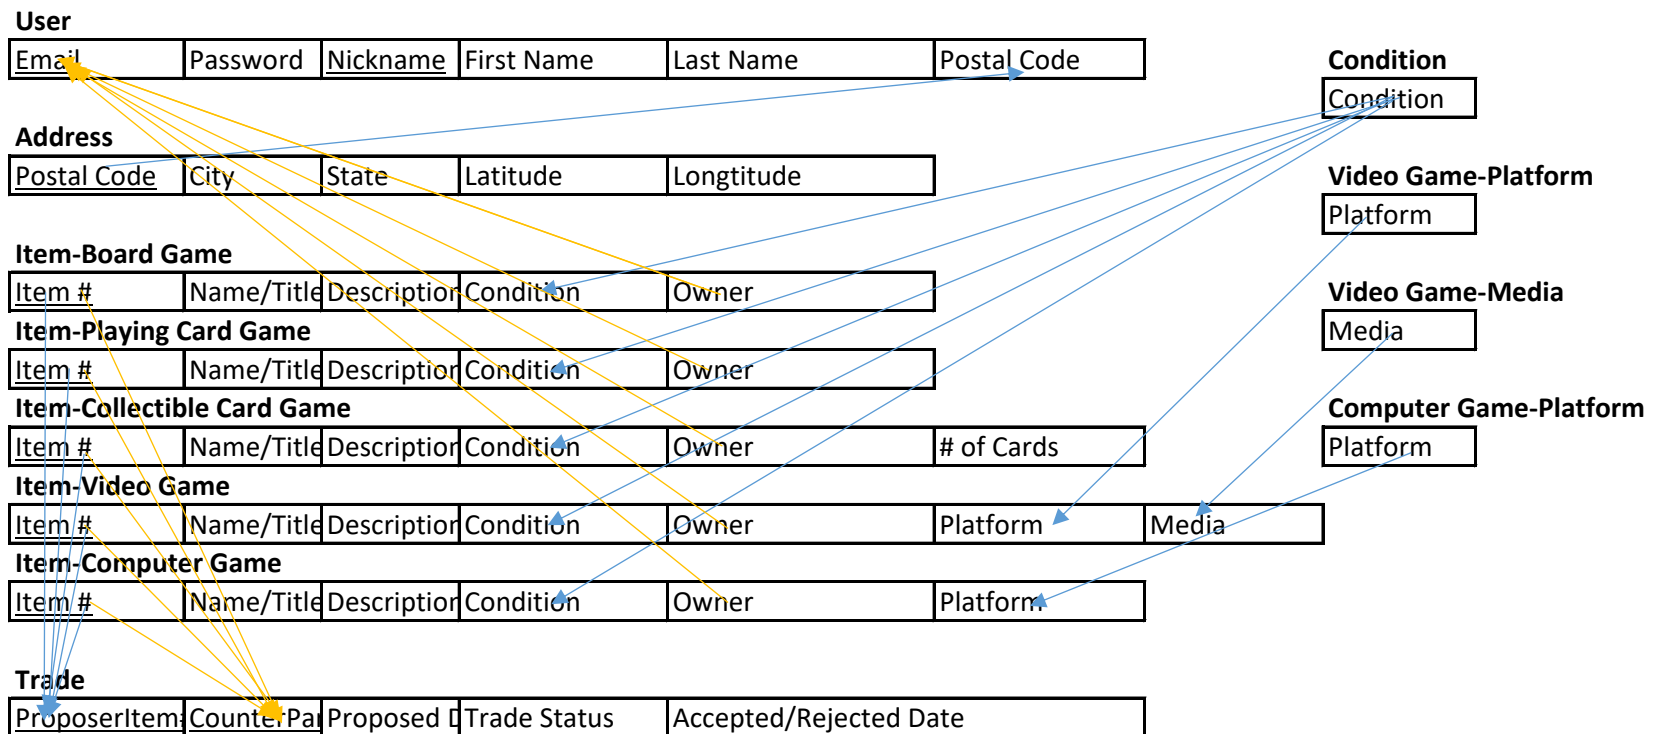 User
Email Password Nickname First Name Last Name Postal Code
Condition
Condition
Address
Postal Code City State Latitude Longtitude
Video Game-Platform
Platform
Item-Board Game
Item # Name/Title Description Condition Owner
Video Game-Media
Media
Item-Playing Card Game
Item # Name/Title Description Condition Owner
Item-Collectible Card Game
Item # Name/Title Description Condition Owner # of Cards
Computer Game-Platform
Platform
Item-Video Game
Item # Name/Title Description Condition Owner Platform Media
Item-Computer Game
Item # Name/Title Description Condition Owner Platform
Trade
ProposerItem# CounterPar Proposed D Trade Status Accepted/Rejected Date